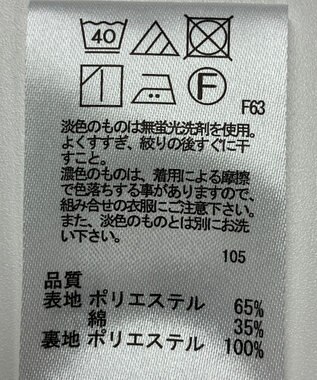 40
F
F63
淡色のものは無蛍光洗剤を使用。
よくすすぎ、絞りの後すぐに干
すこと。
濃色のものは、着用による摩擦
で色落ちする事がありますので、
組み合せの衣服にご注意下さい。
また、淡色のものとは別にお洗
い下さい。
105
品質
表地 ポリエステル 65%
綿 35%
裏地 ポリエステル 100%